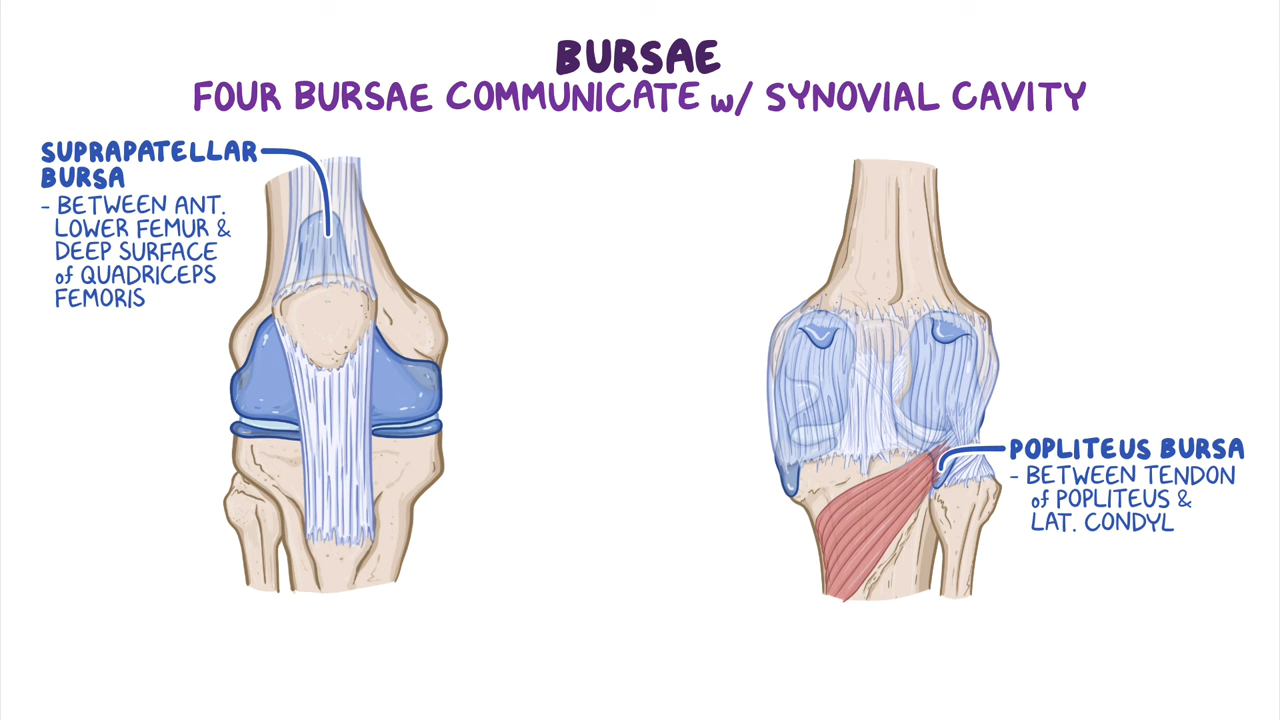 BURSAE
FOUR BURSAE COMMUNICATE w/ SYNOVIAL CAVITY
SUPRAPATELLAR
BURSA
- BETWEEN ANT.
LOWER FEMUR &
DEEP SURFACE
of QUADRICEPS
FEMORIS
POPLITEUS BURSA
- BETWEEN TENDON
of POPLITEUS &
LAT. CONDYL